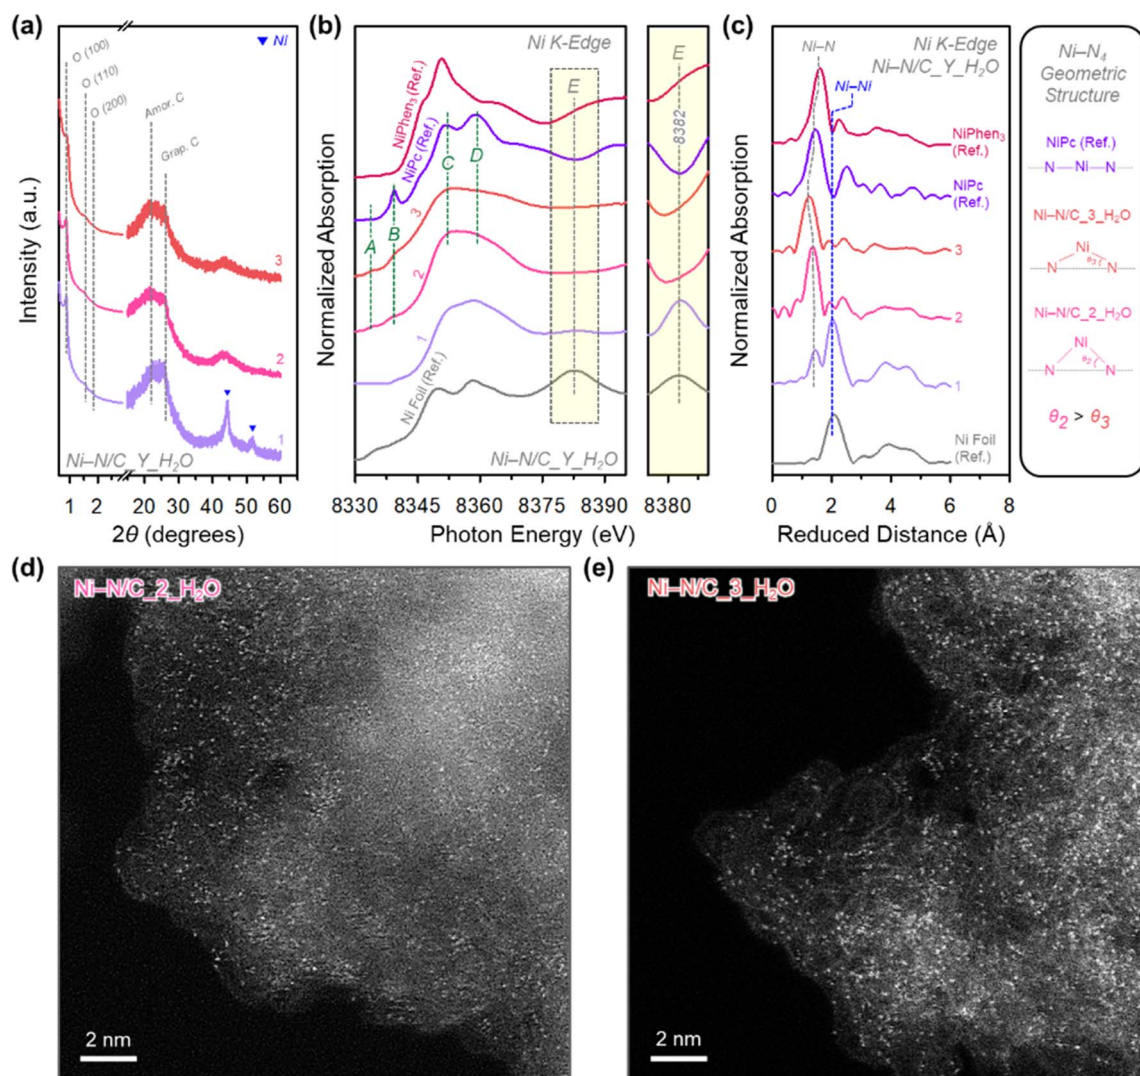 (a)
Intensity (a.u.)
O (100)
O (110)
O (200)
Amor. C
Grap. C
▼ Ni
3
2
1
Ni–N/C_Y_H₂O
1 2 20 40 60
2θ (degrees)
(b)
Normalized Absorption
Ni K-Edge
E
E
NiPhen₃ (Ref.)
NiPc (Ref.)
8382
A
B
C
D
3
2
1
Ni Foil (Ref.)
Ni–N/C_Y_H₂O
8330 8345 8360 8375 8390 8380
Photon Energy (eV)
(c)
Normalized Absorption
Ni–N
Ni K-Edge
Ni–N/C_Y_H₂O
Ni–Ni
NiPhen₃
(Ref.)
NiPc
(Ref.)
3
2
1
Ni Foil
(Ref.)
0 2 4 6 8
Reduced Distance (Å)
Ni–N₄
Geometric
Structure
NiPc (Ref.)
N Ni N
Ni–N/C_3_H₂O
Ni
N θ₃ N
Ni–N/C_2_H₂O
Ni
N θ₂ N
θ₂ > θ₃
(d)
Ni–N/C_2_H₂O
2 nm
(e)
Ni–N/C_3_H₂O
2 nm